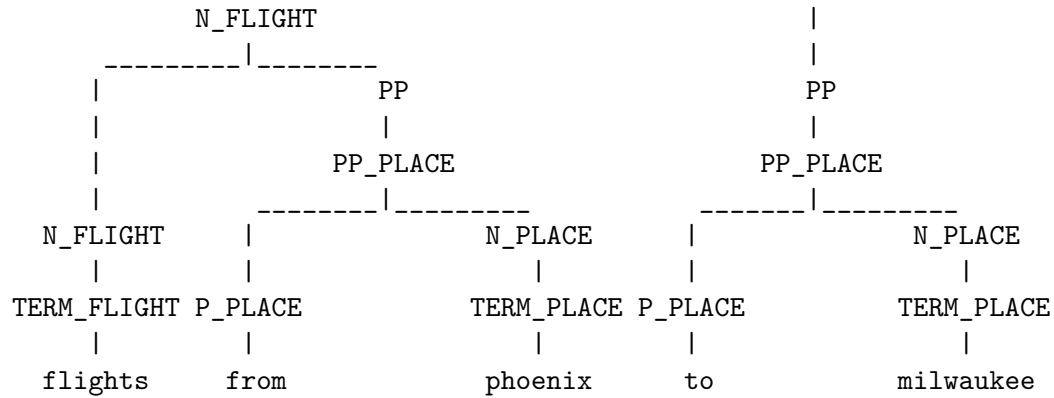 N_FLIGHT
PP PP
PP_PLACE PP_PLACE
N_FLIGHT N_PLACE N_PLACE
TERM_FLIGHT P_PLACE TERM_PLACE P_PLACE TERM_PLACE
flights from phoenix to milwaukee